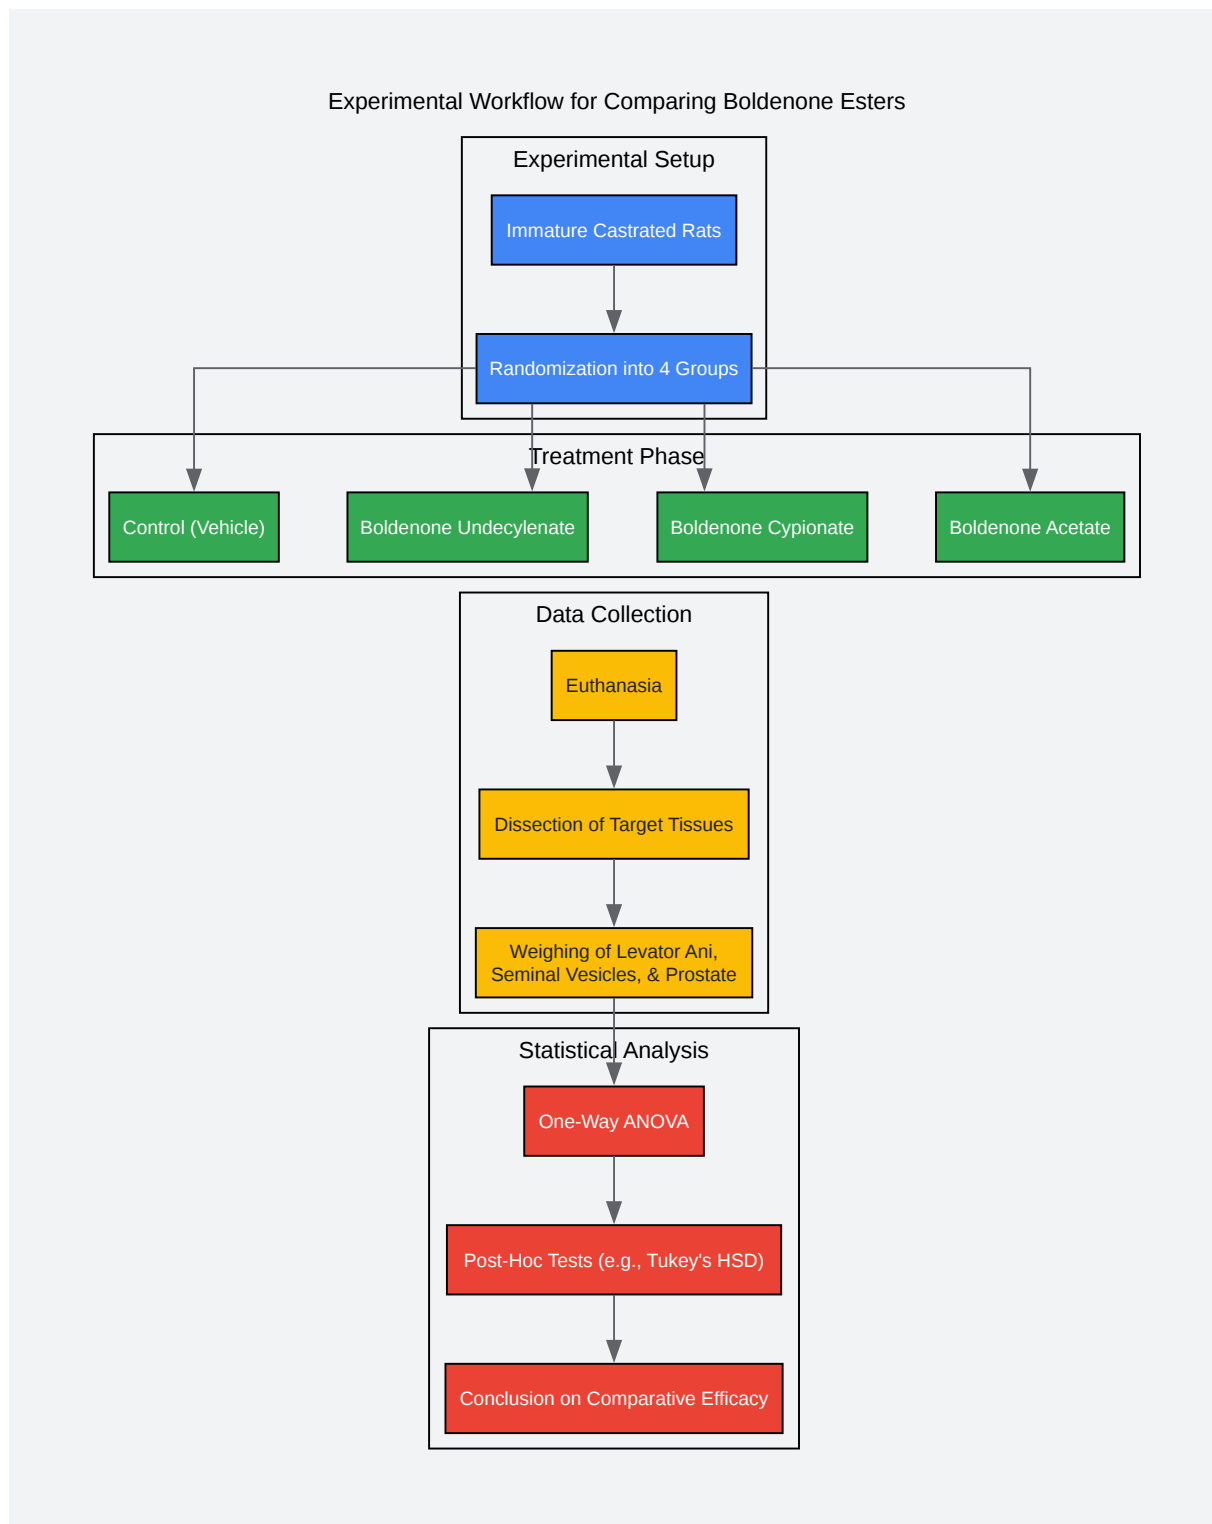 Experimental Workflow for Comparing Boldenone Esters
Experimental Setup
Immature Castrated Rats
Randomization into 4 Groups
Treatment Phase
Control (Vehicle)
Boldenone Undecylenate
Boldenone Cypionate
Boldenone Acetate
Data Collection
Euthanasia
Dissection of Target Tissues
Weighing of Levator Ani,
Seminal Vesicles, & Prostate
Statistical Analysis
One-Way ANOVA
Post-Hoc Tests (e.g., Tukey's HSD)
Conclusion on Comparative Efficacy